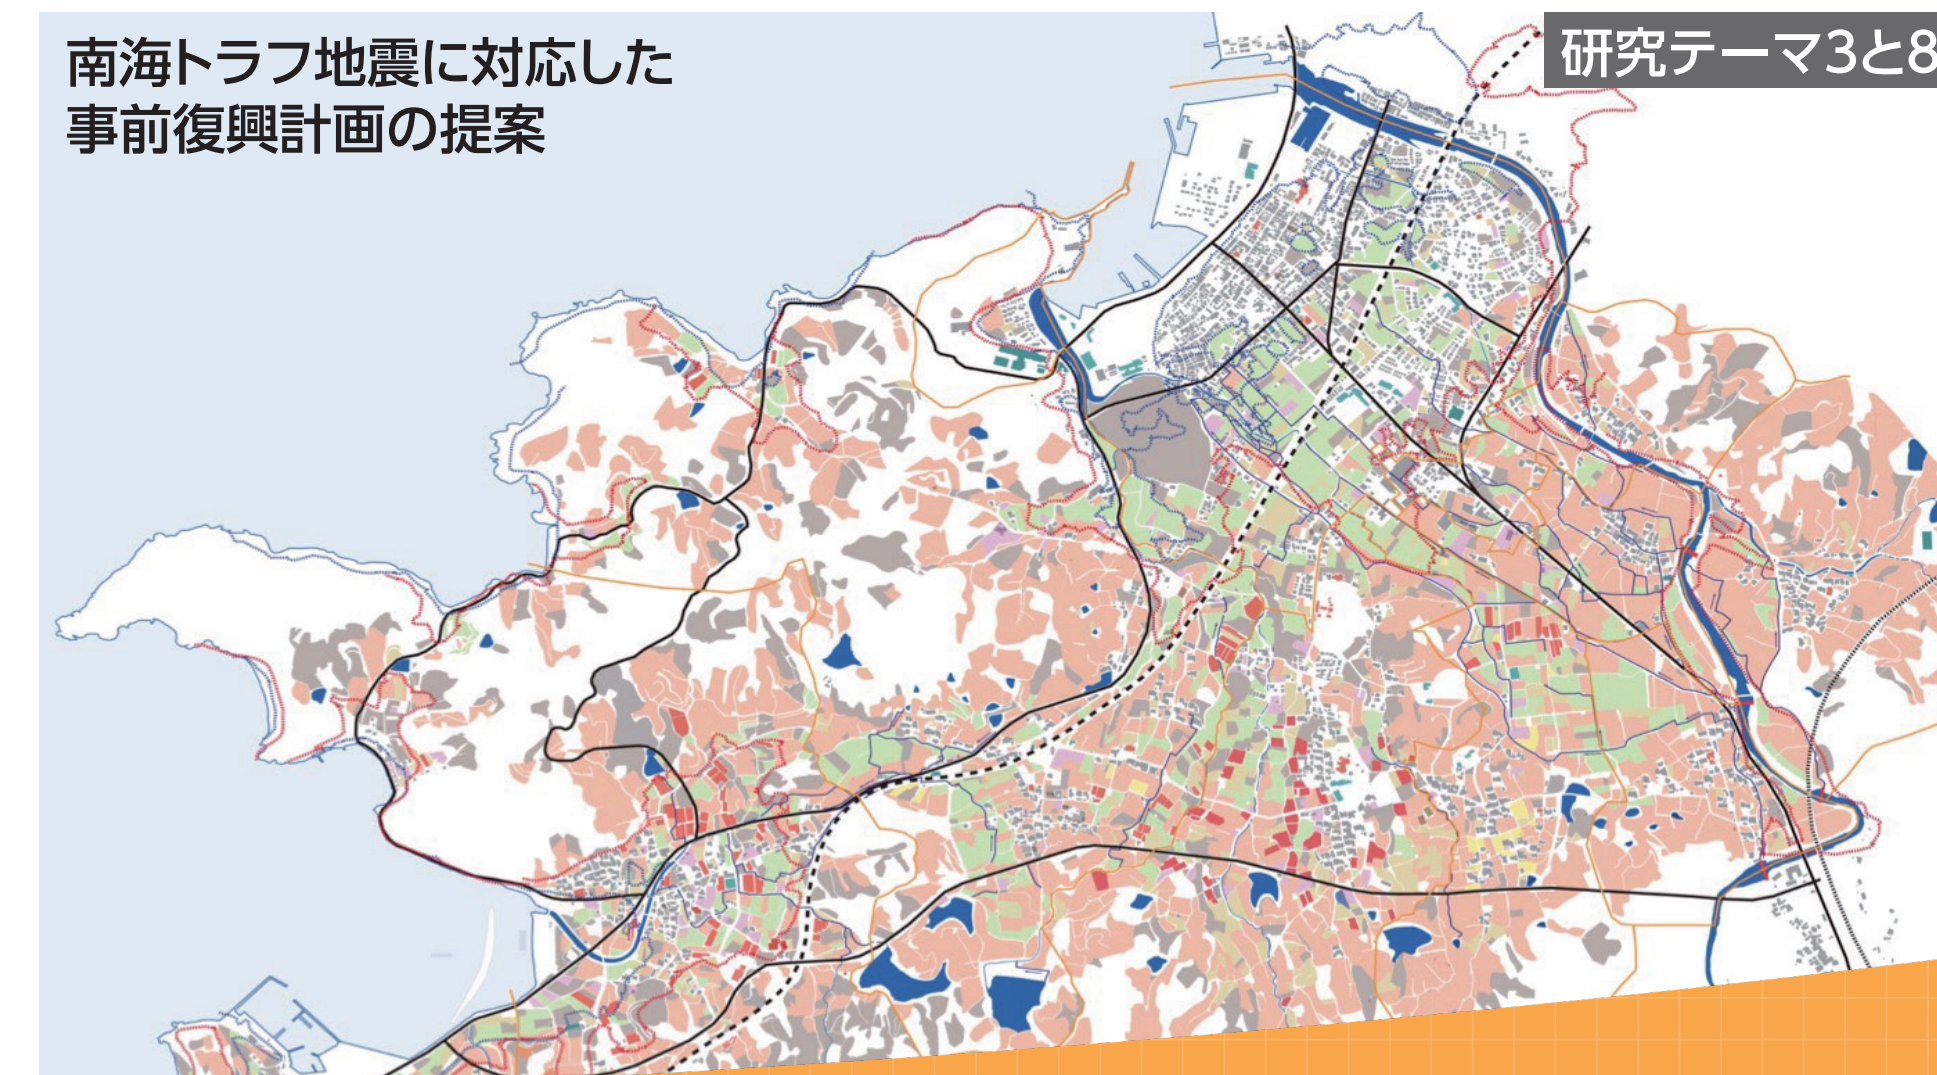 南海トラフ地震に対応した
事前復興計画の提案
研究テーマ3と8